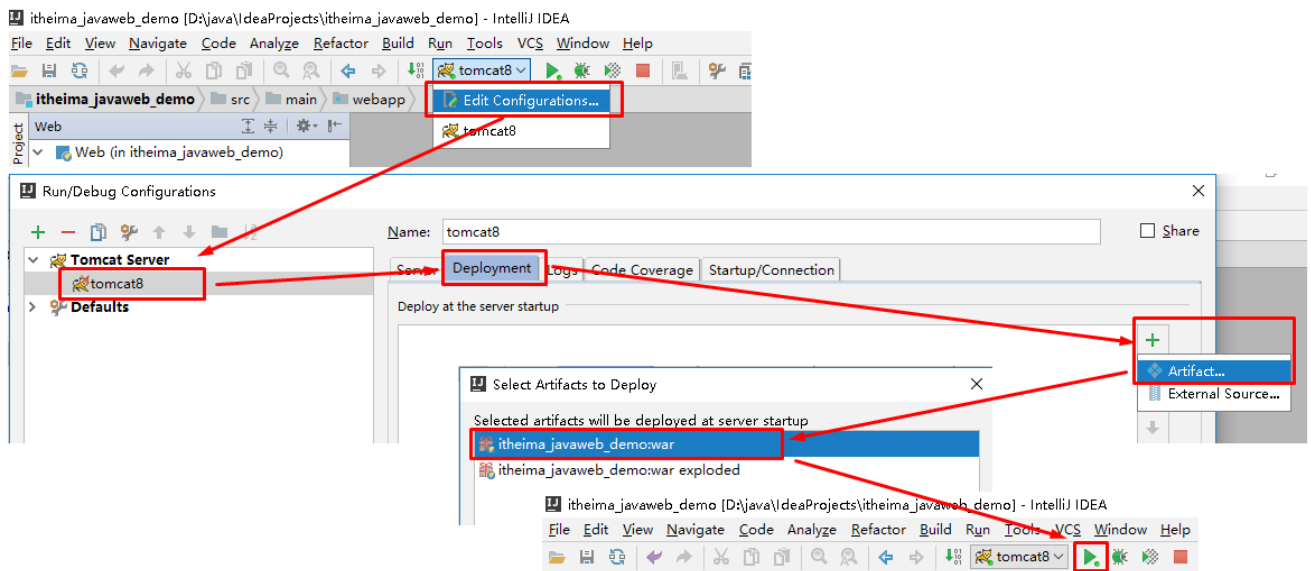 itheima_javaweb_demo [D:\java\IdeaProjects\itheima_javaweb_demo] - IntelliJ IDEA
File Edit View Navigate Code Analyze Refactor Build Run Tools VCS Window Help
tomcat8
itheima_javaweb_demo src main webapp
Edit Configurations...
tomcat8
Project
Web
Web (in itheima_javaweb_demo)
Run/Debug Configurations
Name: tomcat8
Share
Tomcat Server
tomcat8
Defaults
Server Deployment Logs Code Coverage Startup/Connection
Deploy at the server startup
Artifact...
External Source...
Select Artifacts to Deploy
Selected artifacts will be deployed at server startup
itheima_javaweb_demo:war
itheima_javaweb_demo:war exploded
itheima_javaweb_demo [D:\java\IdeaProjects\itheima_javaweb_demo] - IntelliJ IDEA
File Edit View Navigate Code Analyze Refactor Build Run Tools VCS Window Help
tomcat8